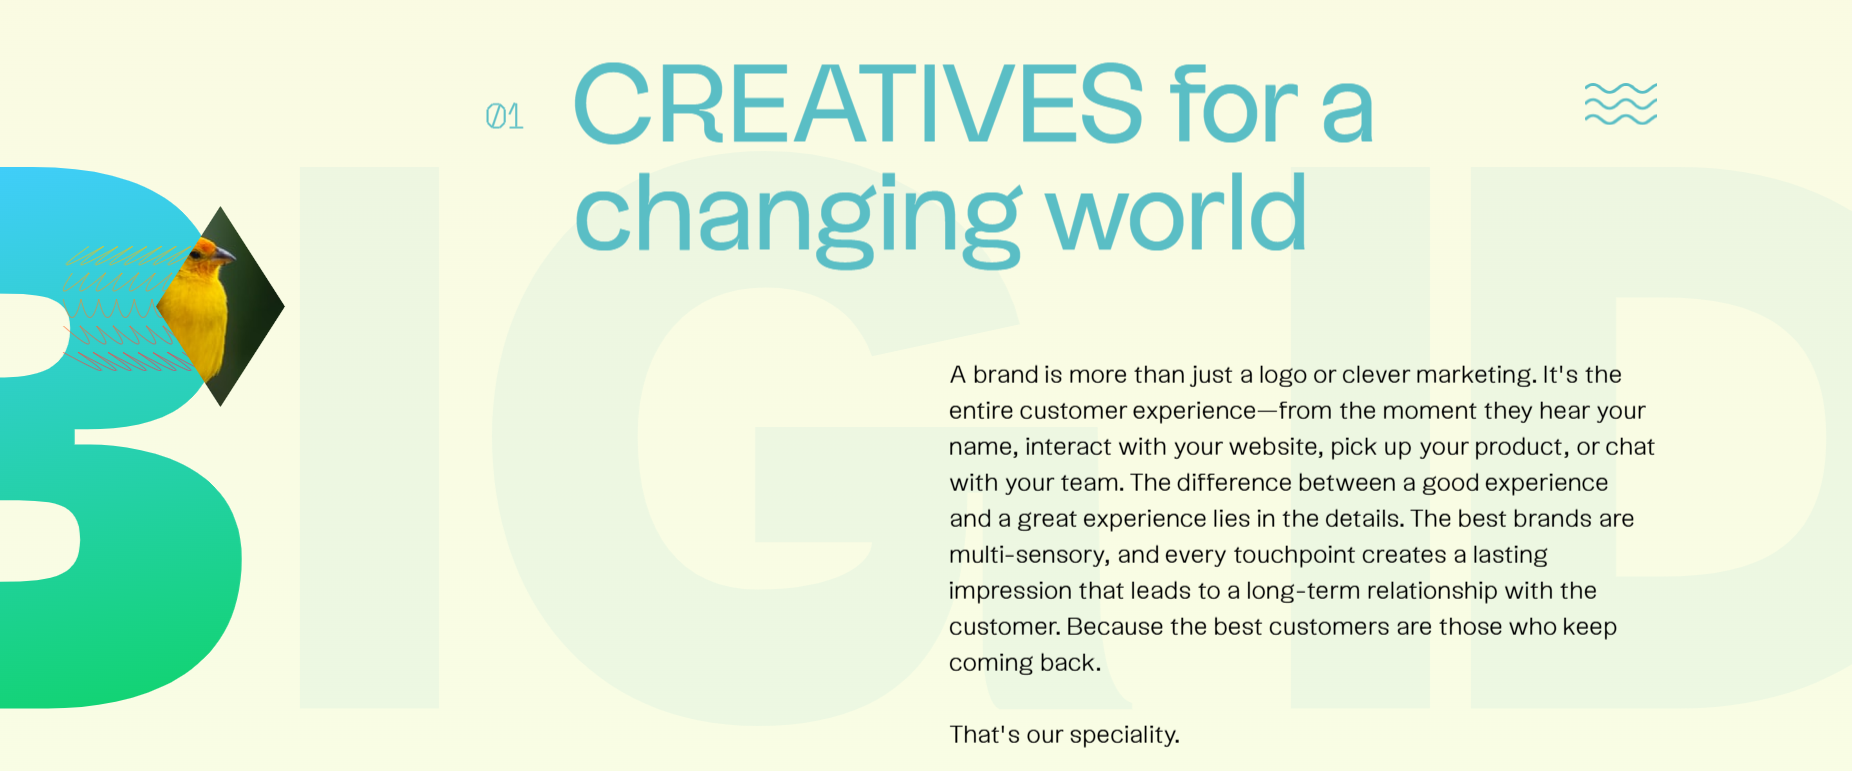 01
CREATIVES for a
changing world
BIG ID
A brand is more than just a logo or clever marketing. It's the
entire customer experience—from the moment they hear your
name, interact with your website, pick up your product, or chat
with your team. The difference between a good experience
and a great experience lies in the details. The best brands are
multi-sensory, and every touchpoint creates a lasting
impression that leads to a long-term relationship with the
customer. Because the best customers are those who keep
coming back.
That's our speciality.